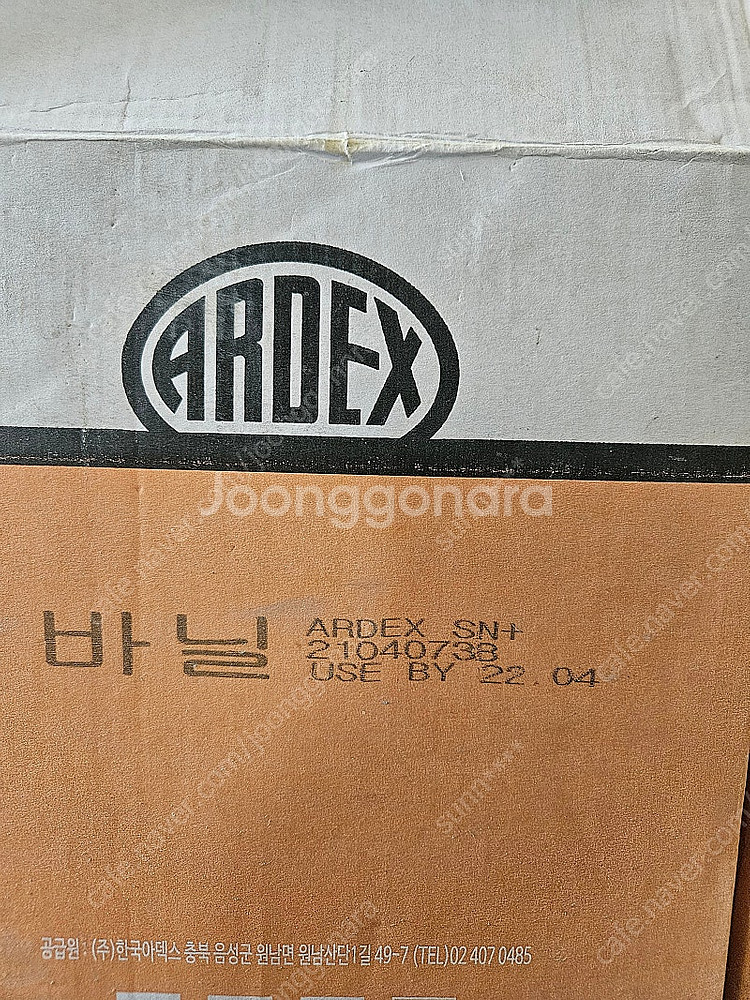 ARDEX
Joonggonara
바닐
ARDEX SN+
21040738
USE BY 22.04
공급원 : (주)한국아덱스 충북 음성군 원남면 원남산단1길 49-7 (TEL)02 407 0485